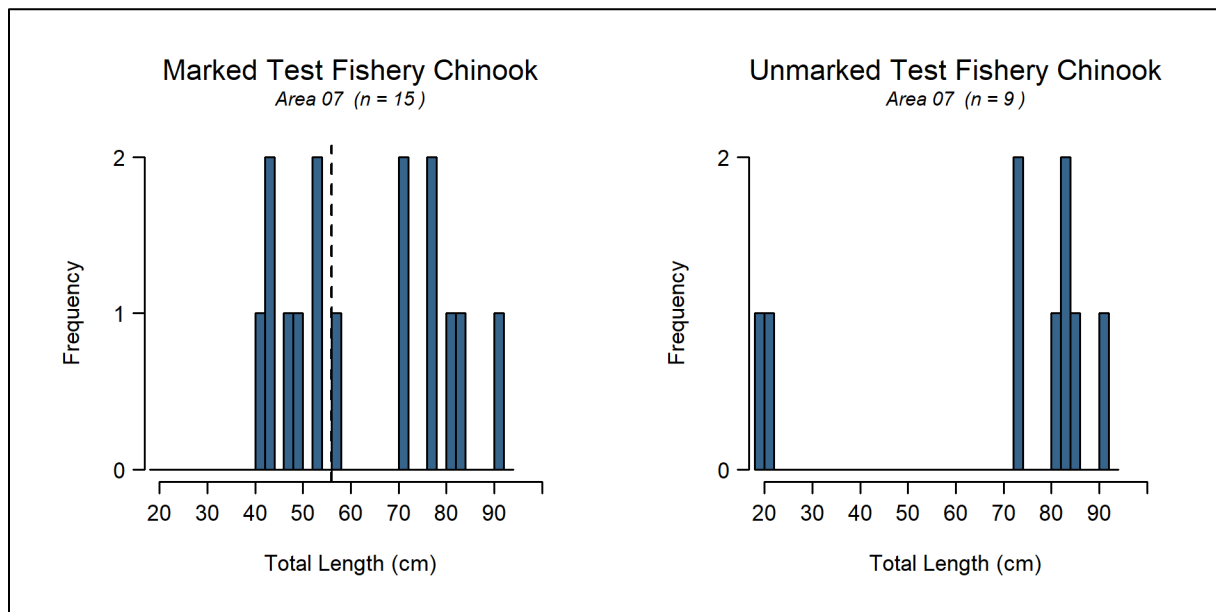 Marked Test Fishery Chinook
Area 07 (n = 15 )
Frequency
2
1
0
20 30 40 50 60 70 80 90
Total Length (cm)
Unmarked Test Fishery Chinook
Area 07 (n = 9 )
Frequency
2
1
0
20 30 40 50 60 70 80 90
Total Length (cm)